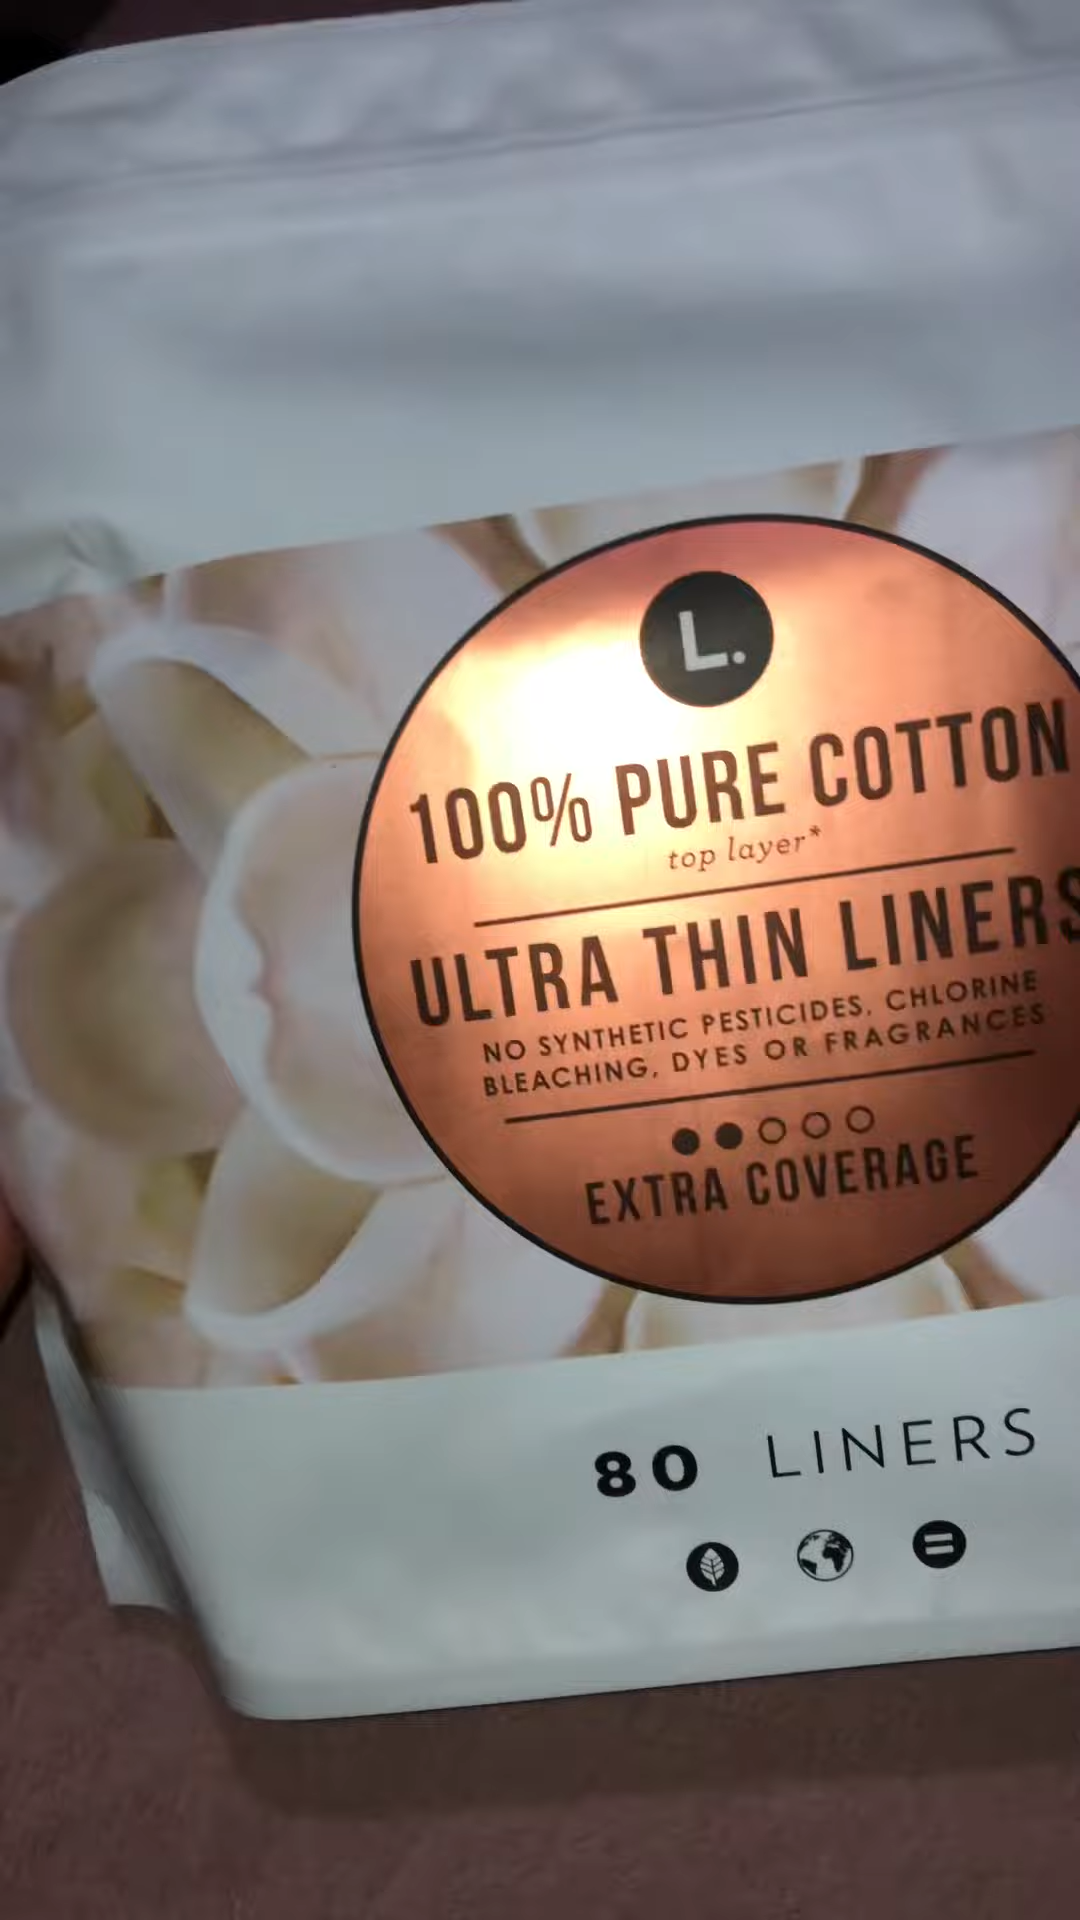 L.
100% PURE COTTON
top layer*
ULTRA THIN LINERS
NO SYNTHETIC PESTICIDES, CHLORINE
BLEACHING, DYES OR FRAGRANCES
EXTRA COVERAGE
80 LINERS